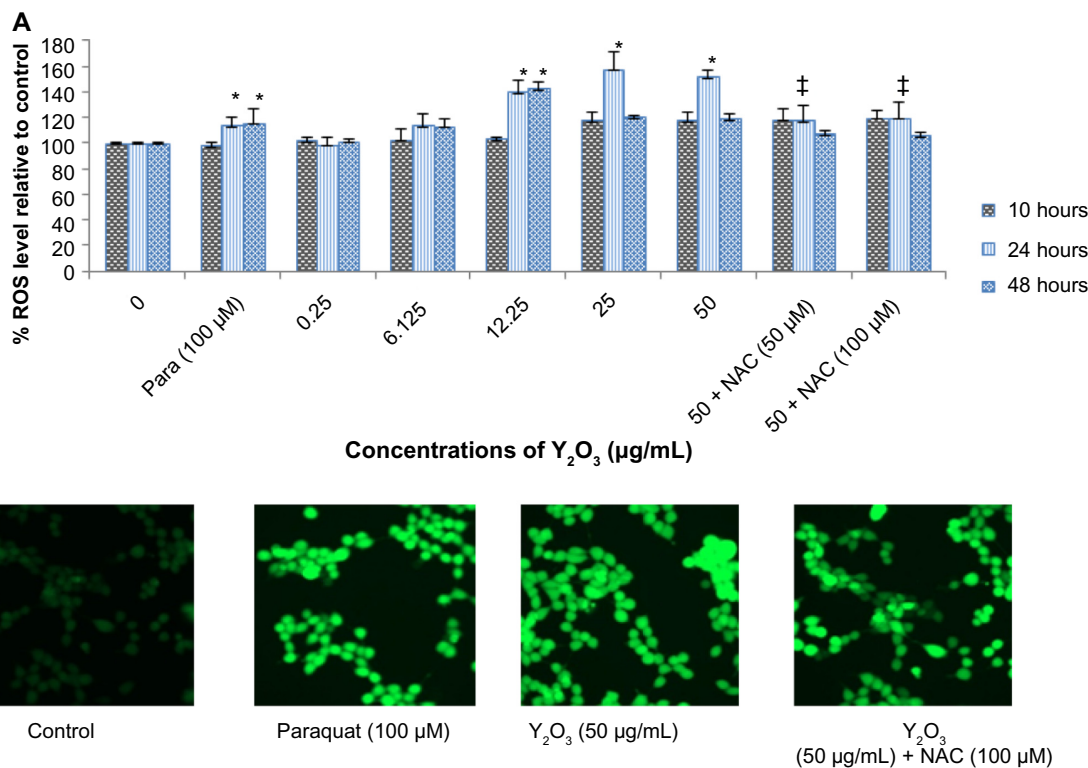 A
% ROS level relative to control
180
160
140
120
100
80
60
40
20
0
* *
* *
*
*
‡
‡
10 hours
24 hours
48 hours
0
Para (100 µM)
0.25
6.125
12.25
25
50
50 + NAC (50 µM)
50 + NAC (100 µM)
Concentrations of Y₂O₃ (µg/mL)
Control
Paraquat (100 µM)
Y₂O₃ (50 µg/mL)
Y₂O₃
(50 µg/mL) + NAC (100 µM)